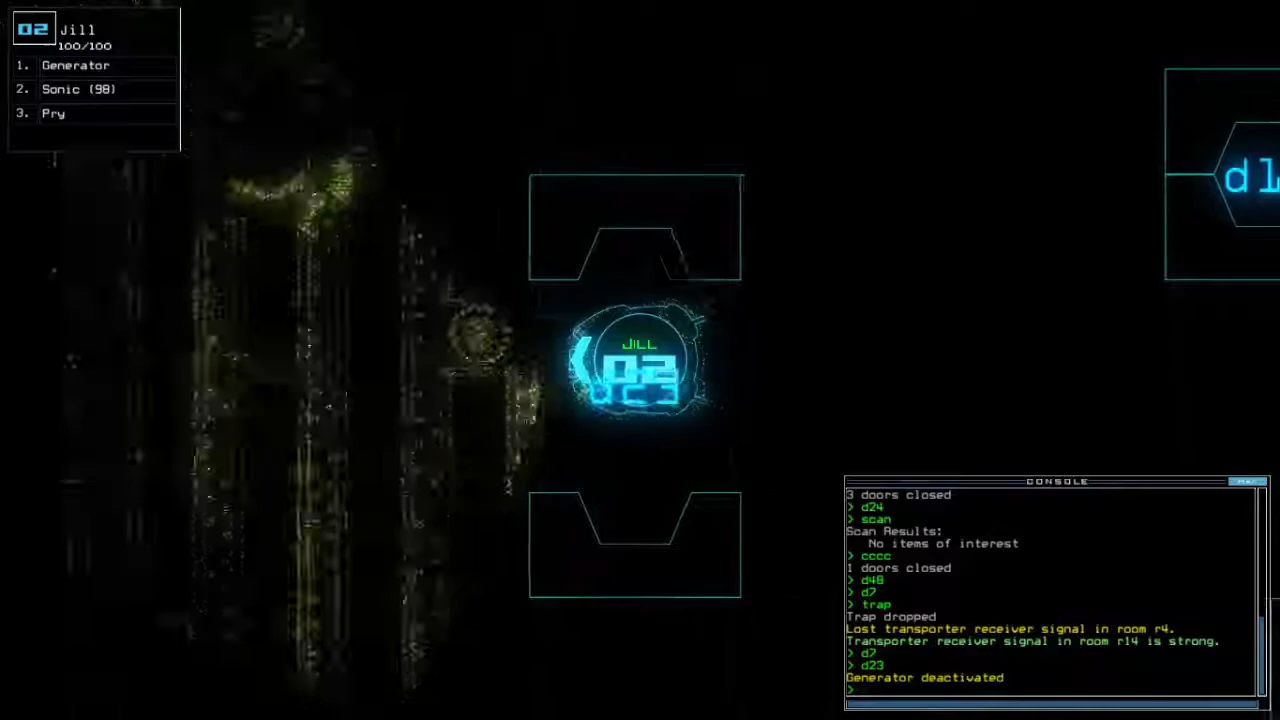 02 Jill
100/100
1. Generator
2. Sonic (98)
3. Pry
JILL
02
CONSOLE
3 doors closed
> d24
> scan
Scan Results:
No items of interest
> cccc
1 doors closed
> d48
> d7
> trap
Trap dropped
Lost transporter receiver signal in room r4.
Transporter receiver signal in room r14 is strong.
> d7
> d23
Generator deactivated
>